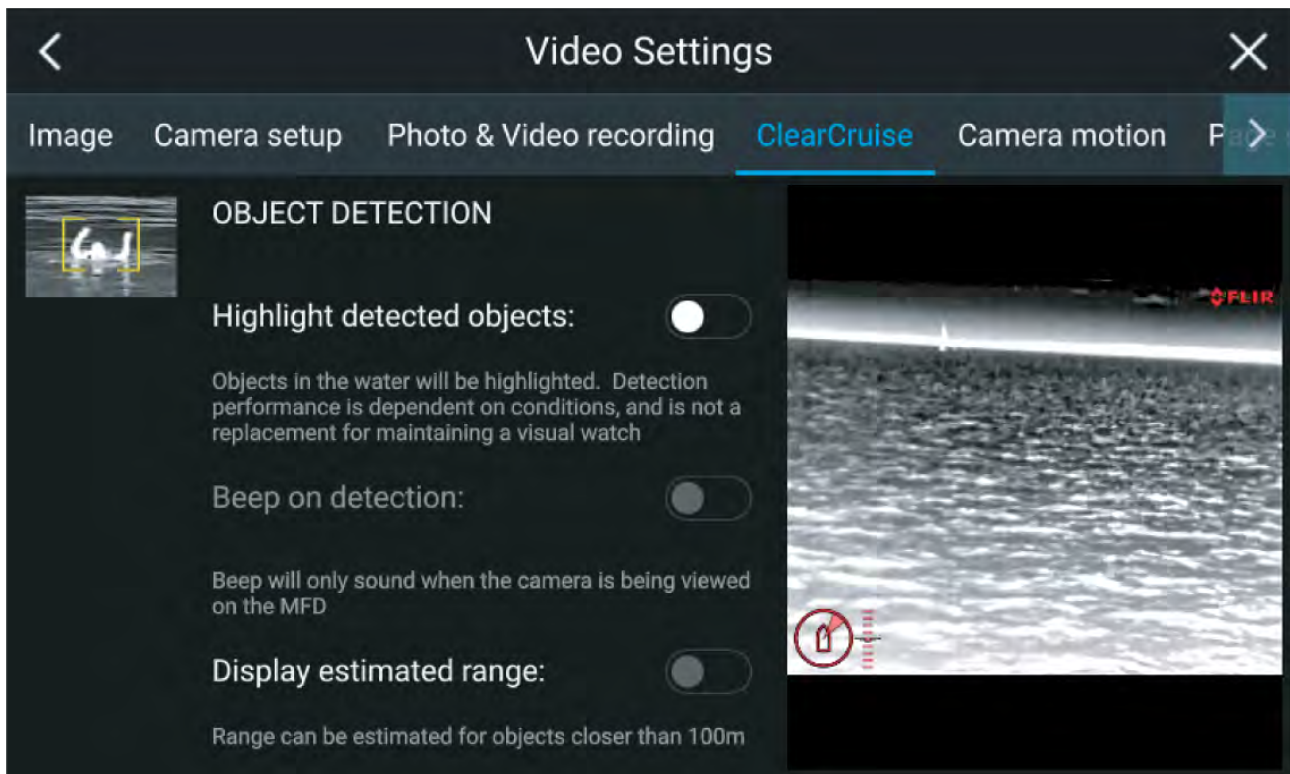 Video Settings
Image Camera setup Photo & Video recording ClearCruise Camera motion
OBJECT DETECTION
FLIR
Highlight detected objects:
Objects in the water will be highlighted. Detection
performance is dependent on conditions, and is not a
replacement for maintaining a visual watch
Beep on detection:
Beep will only sound when the camera is being viewed
on the MFD
Display estimated range:
Range can be estimated for objects closer than 100m